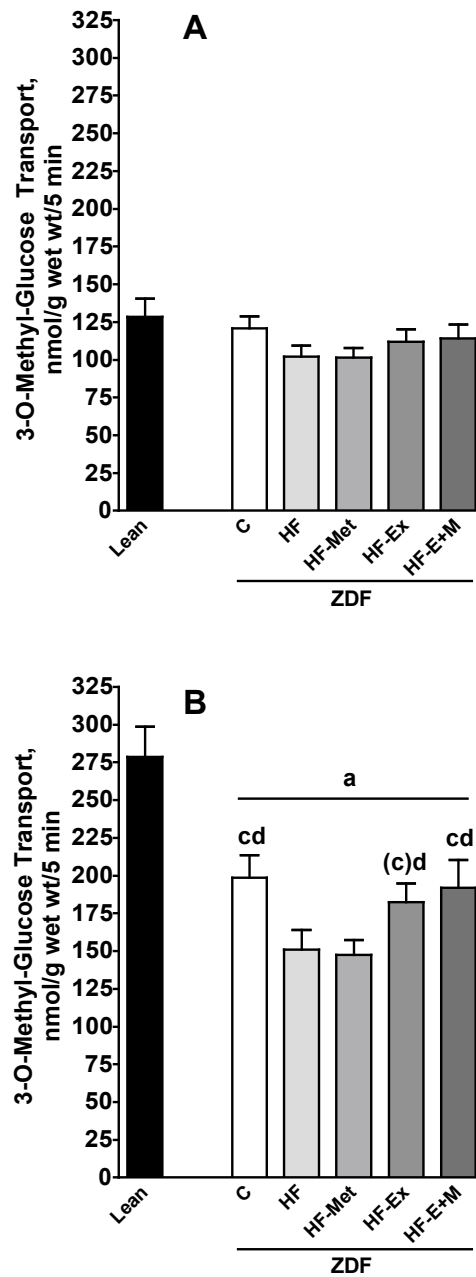 A
3-O-Methyl-Glucose Transport,
nmol/g wet wt/5 min
325
300
275
250
225
200
175
150
125
100
75
50
25
0
Lean
C
HF
HF-Met
HF-Ex
HF-E+M
ZDF
B
3-O-Methyl-Glucose Transport,
nmol/g wet wt/5 min
325
300
275
250
225
200
175
150
125
100
75
50
25
0
a
cd
(c)d
cd
Lean
C
HF
HF-Met
HF-Ex
HF-E+M
ZDF